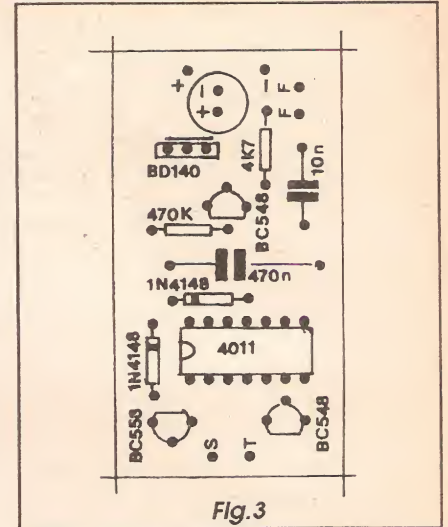 + - - F
+ F
BD140
4K7
10n
BC548
470K
470n
1N4148
1N4148
4011
BC558
S T
BC548
Fig.3